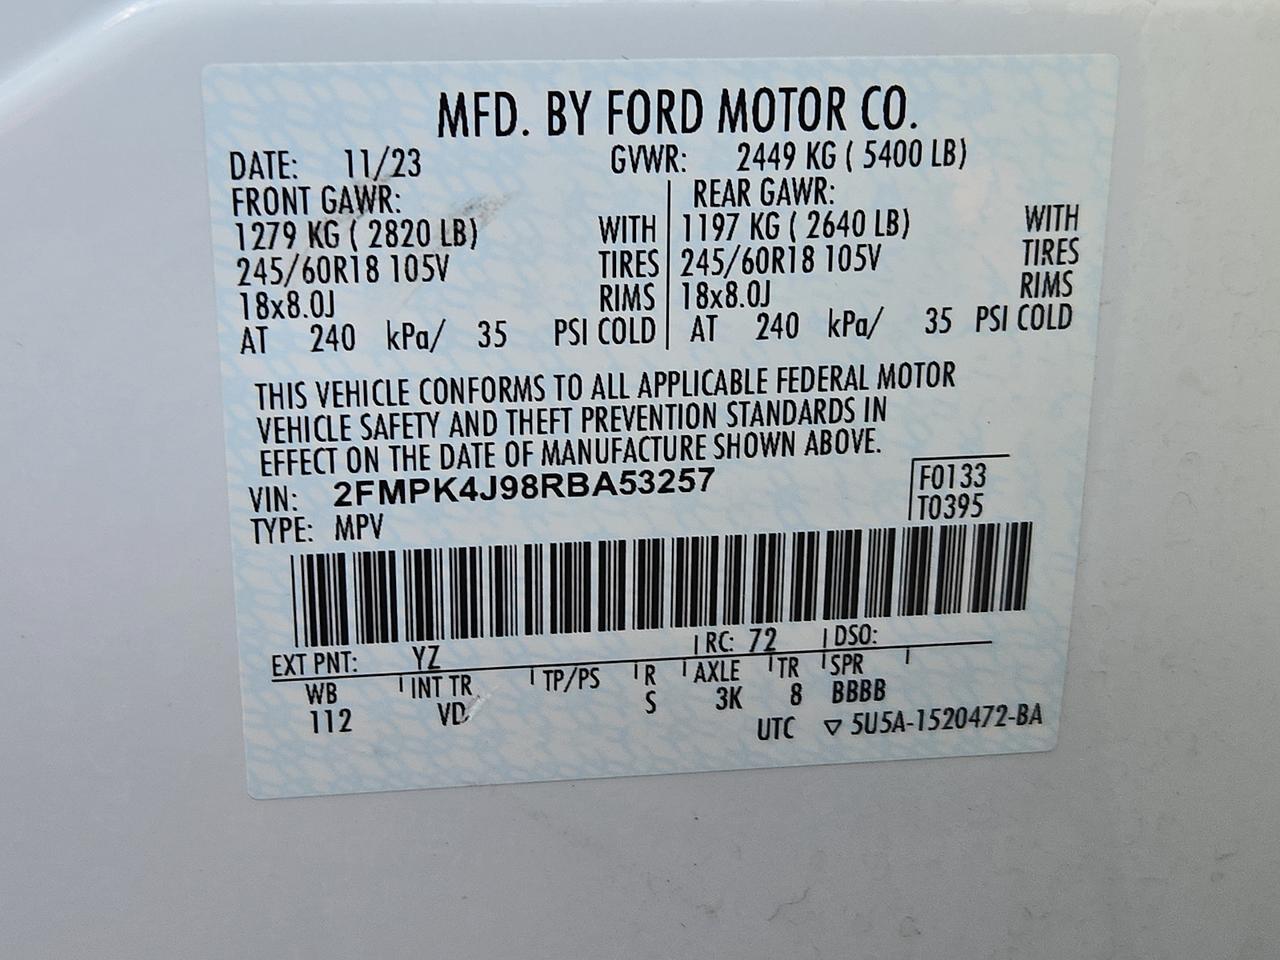 MFD. BY FORD MOTOR CO.
DATE: 11/23 GVWR: 2449 KG ( 5400 LB)
FRONT GAWR: REAR GAWR:
1279 KG ( 2820 LB) WITH 1197 KG ( 2640 LB) WITH
245/60R18 105V TIRES 245/60R18 105V TIRES
18x8.0J RIMS 18x8.0J RIMS
AT 240 kPa/ 35 PSI COLD AT 240 kPa/ 35 PSI COLD
THIS VEHICLE CONFORMS TO ALL APPLICABLE FEDERAL MOTOR
VEHICLE SAFETY AND THEFT PREVENTION STANDARDS IN
EFFECT ON THE DATE OF MANUFACTURE SHOWN ABOVE.
VIN: 2FMPK4J98RBA53257 F0133
TYPE: MPV T0395
EXT PNT: YZ RC: 72 DSO:
WB INT TR TP/PS R AXLE TR SPR
112 VD S 3K 8 BBBB
UTC ▽ 5U5A-1520472-BA